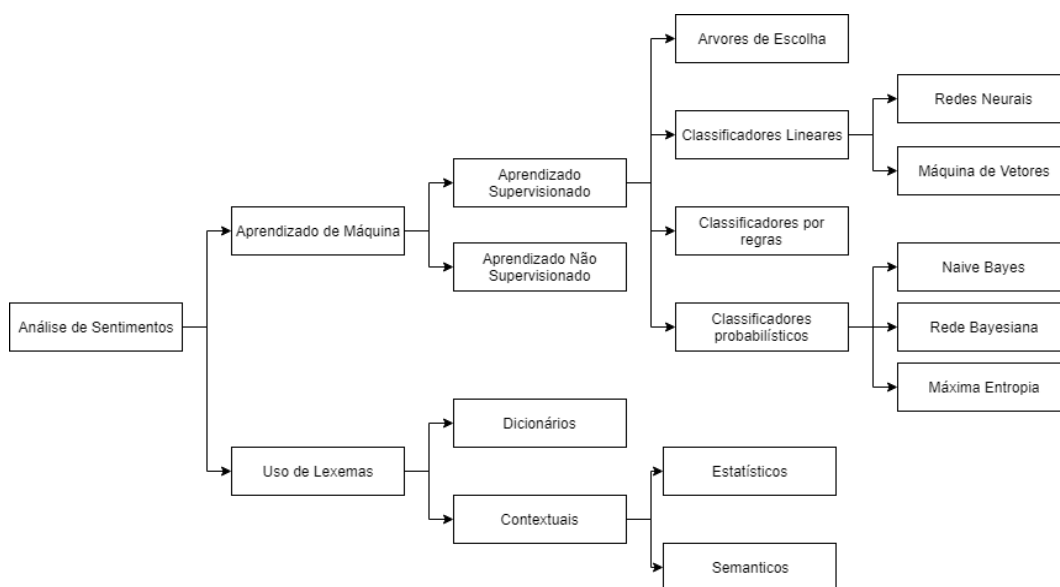 Arvores de Escolha
Redes Neurais
Classificadores Lineares
Máquina de Vetores
Aprendizado
Supervisionado
Aprendizado de Máquina
Classificadores por
regras
Aprendizado Não
Supervisionado
Naive Bayes
Análise de Sentimentos
Classificadores
probabilísticos
Rede Bayesiana
Máxima Entropia
Dicionários
Uso de Lexemas
Estatísticos
Contextuais
Semanticos